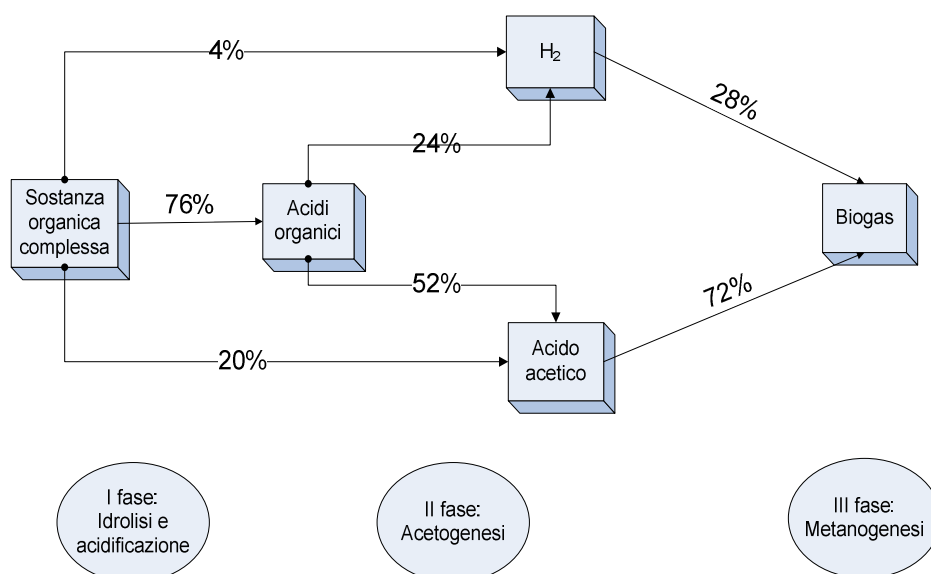 4%
H₂
28%
24%
Sostanza
organica
complessa
76%
Acidi
organici
Biogas
52%
72%
20%
Acido
acetico
I fase:
Idrolisi e
acidificazione
II fase:
Acetogenesi
III fase:
Metanogenesi